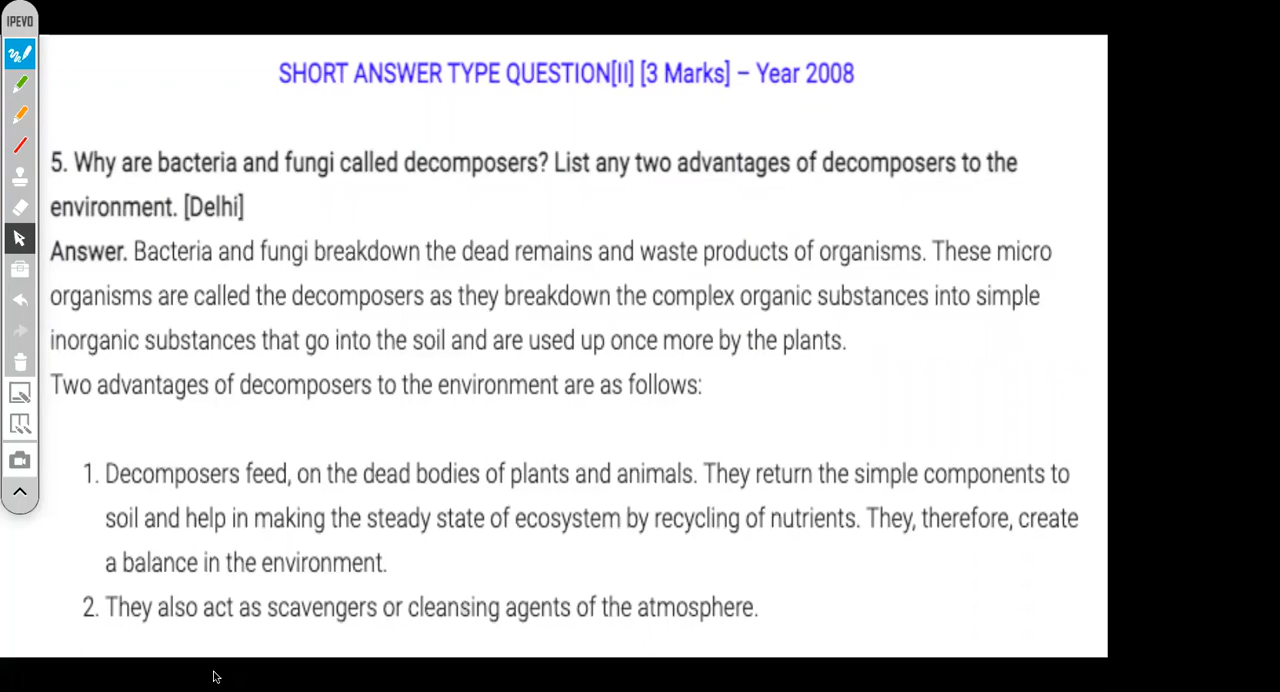 IPEVO
SHORT ANSWER TYPE QUESTION[II] [3 Marks] – Year 2008
5. Why are bacteria and fungi called decomposers? List any two advantages of decomposers to the
environment. [Delhi]
Answer. Bacteria and fungi breakdown the dead remains and waste products of organisms. These micro
organisms are called the decomposers as they breakdown the complex organic substances into simple
inorganic substances that go into the soil and are used up once more by the plants.
Two advantages of decomposers to the environment are as follows:
1. Decomposers feed, on the dead bodies of plants and animals. They return the simple components to
soil and help in making the steady state of ecosystem by recycling of nutrients. They, therefore, create
a balance in the environment.
2. They also act as scavengers or cleansing agents of the atmosphere.